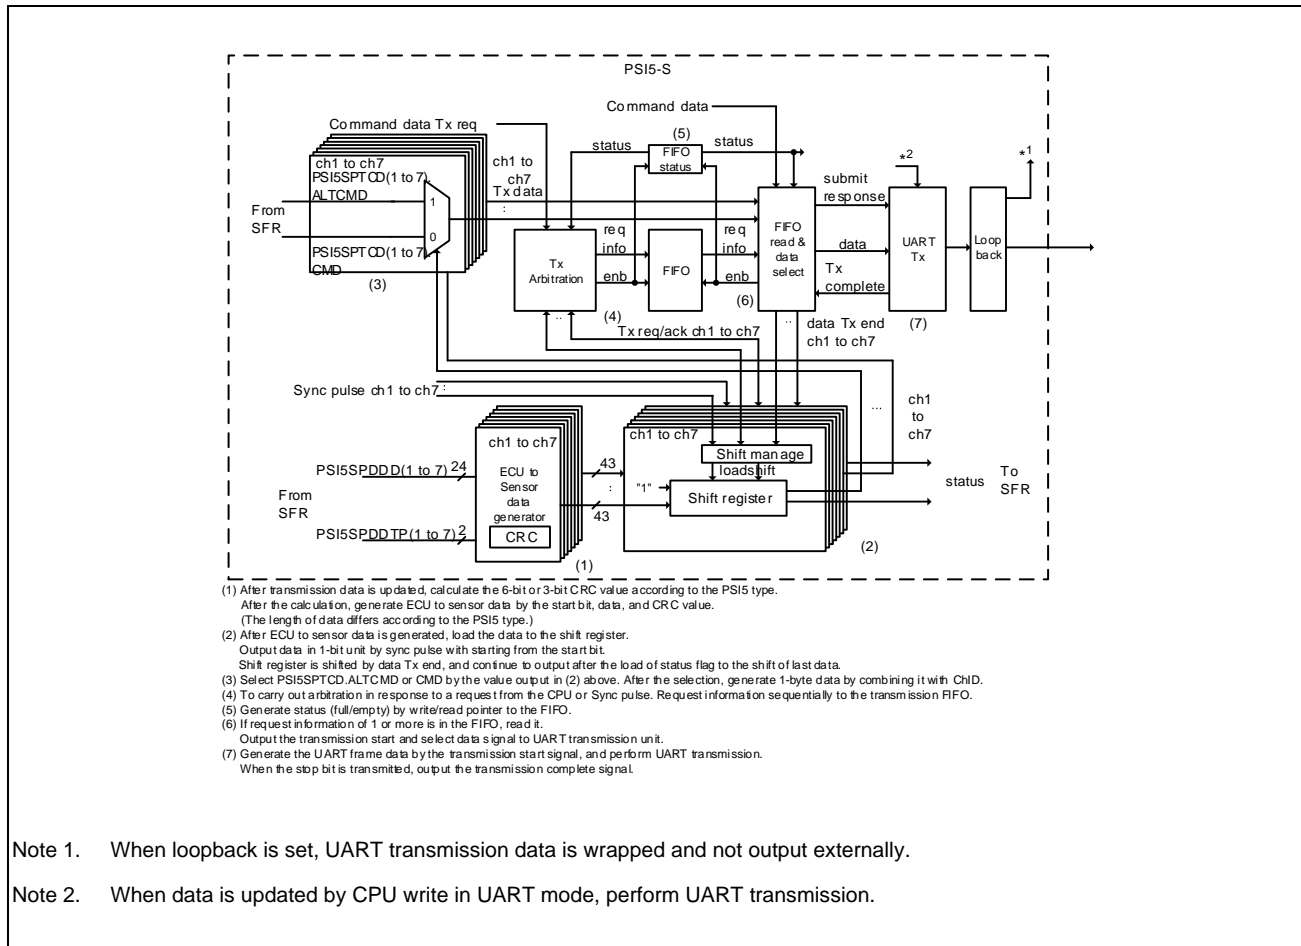 PSI5-S
Command data
Command data Tx req
(5)
ch1 to ch7
PSI5SPTCD(1 to 7).
ALTCMD
1
0
PSI5SPTCD(1 to 7).
CMD
(3)
From
SFR
ch1 to
ch7
Tx data
:
status
FIFO
status
status
*2
*1
submit
response
req
info
enb
req
info
enb
Tx
Arbitration
FIFO
FIFO
read &
data
select
data
Tx
complete
UART
Tx
Loop
back
(4)
(6)
(7)
..
..
Tx req/ack ch1 to ch7
data Tx end
ch1 to ch7
Sync pulse ch1 to ch7
:
...
ch1
to
ch7
ch1 to ch7
ECU to
Sensor
data
generator
CRC
(1)
PSI5SPDDD(1 to 7)
24
From
SFR
PSI5SPDDTP(1 to 7)
2
43
:
43
ch1 to ch7
Shift manage
load shift
"1"
Shift register
(2)
status
To
SFR
(1) After transmission data is updated, calculate the 6-bit or 3-bit CRC value according to the PSI5 type.
After the calculation, generate ECU to sensor data by the start bit, data, and CRC value.
(The length of data differs according to the PSI5 type.)
(2) After ECU to sensor data is generated, load the data to the shift register.
Output data in 1-bit unit by sync pulse with starting from the start bit.
Shift register is shifted by data Tx end, and continue to output after the load of status flag to the shift of last data.
(3) Select PSI5SPTCD.ALTCMD or CMD by the value output in (2) above. After the selection, generate 1-byte data by combining it with ChID.
(4) To carry out arbitration in response to a request from the CPU or Sync pulse. Request information sequentially to the transmission FIFO.
(5) Generate status (full/empty) by write/read pointer to the FIFO.
(6) If request information of 1 or more is in the FIFO, read it.
Output the transmission start and select data signal to UART transmission unit.
(7) Generate the UART frame data by the transmission start signal, and perform UART transmission.
When the stop bit is transmitted, output the transmission complete signal.
Note 1. When loopback is set, UART transmission data is wrapped and not output externally.
Note 2. When data is updated by CPU write in UART mode, perform UART transmission.